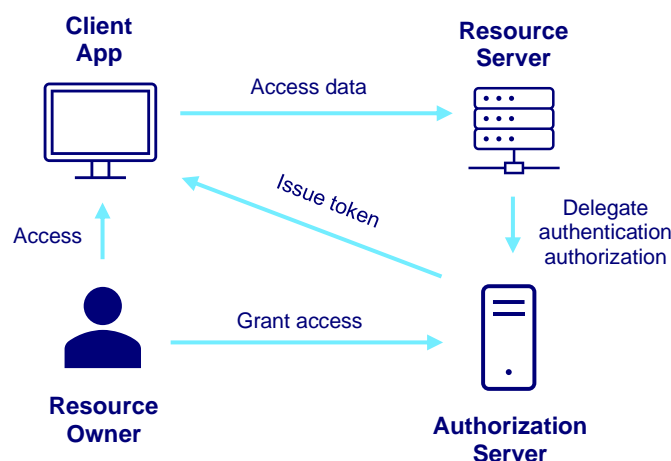 Client
App
Resource
Server
Access data
Issue token
Access
Delegate
authentication
authorization
Grant access
Resource
Owner
Authorization
Server